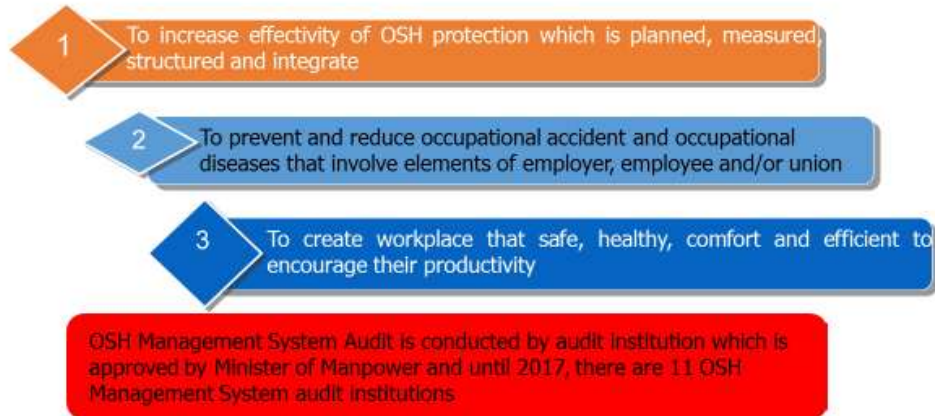 1
To increase effectivity of OSH protection which is planned, measured,
structured and integrate
2
To prevent and reduce occupational accident and occupational
diseases that involve elements of employer, employee and/or union
3
To create workplace that safe, healthy, comfort and efficient to
encourage their productivity
OSH Management System Audit is conducted by audit institution which is
approved by Minister of Manpower and until 2017, there are 11 OSH
Management System audit institutions